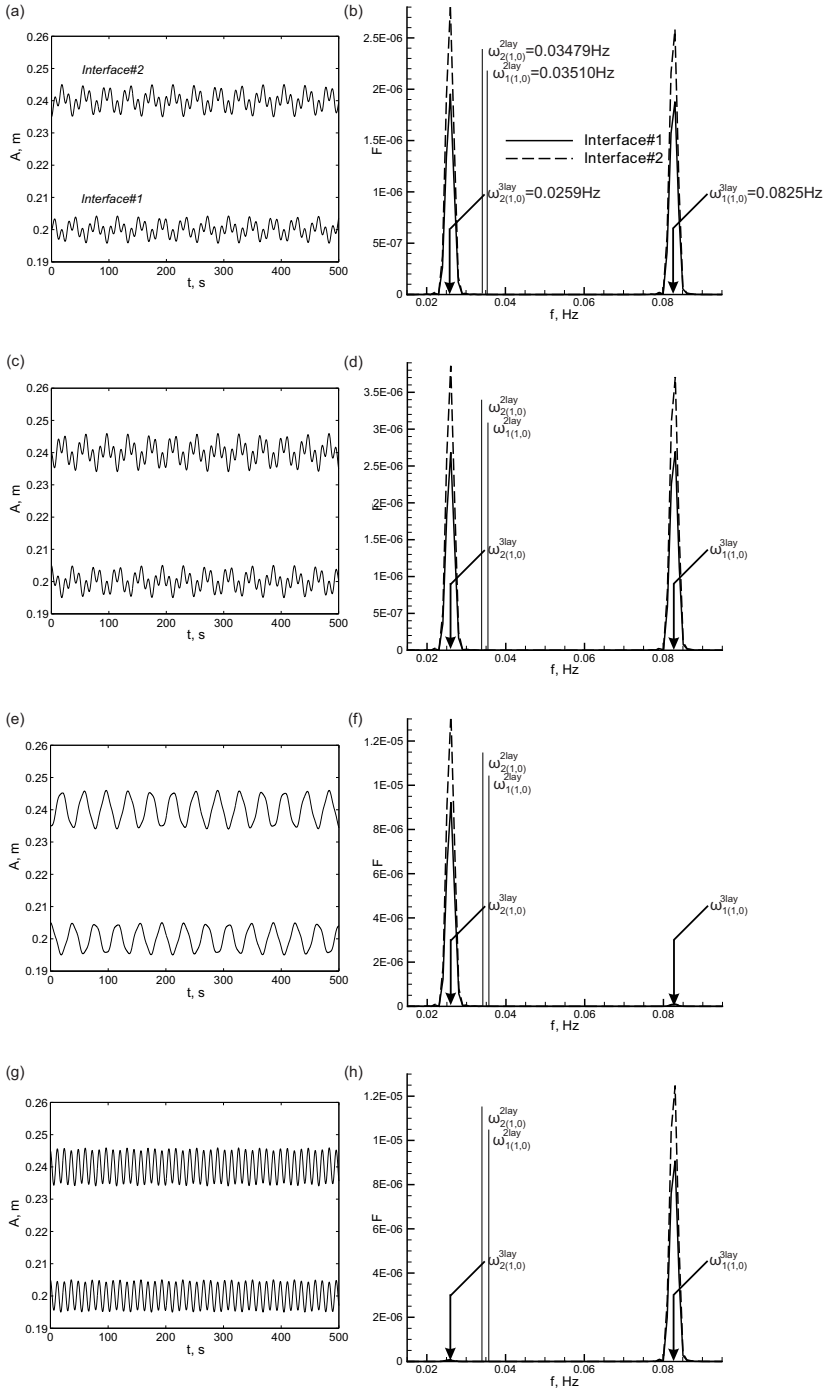 (a)
0.26
0.25
0.24
0.23
0.22
0.21
0.2
0.19
A, m
Interface#2
Interface#1
0 100 200 300 400 500
t, s
(b)
2.5E-06
2E-06
1.5E-06
1E-06
5E-07
0
F
ω2(1,0)2lay=0.03479Hz
ω1(1,0)2lay=0.03510Hz
Interface#1
Interface#2
ω2(1,0)3lay=0.0259Hz
ω1(1,0)3lay=0.0825Hz
0.02 0.04 0.06 0.08
f, Hz
(c)
0.26
0.25
0.24
0.23
0.22
0.21
0.2
0.19
A, m
0 100 200 300 400 500
t, s
(d)
3.5E-06
3E-06
2.5E-06
2E-06
1.5E-06
1E-06
5E-07
0
ω2(1,0)2lay
ω1(1,0)2lay
ω2(1,0)3lay
ω1(1,0)3lay
0.02 0.04 0.06 0.08
f, Hz
(e)
0.26
0.25
0.24
0.23
0.22
0.21
0.2
0.19
A, m
0 100 200 300 400 500
t, s
(f)
1.2E-05
1E-05
8E-06
6E-06
4E-06
2E-06
0
F
ω2(1,0)2lay
ω1(1,0)2lay
ω2(1,0)3lay
ω1(1,0)3lay
0.02 0.04 0.06 0.08
f, Hz
(g)
0.26
0.25
0.24
0.23
0.22
0.21
0.2
0.19
A, m
0 100 200 300 400 500
t, s
(h)
1.2E-05
1E-05
8E-06
6E-06
4E-06
2E-06
0
F
ω2(1,0)2lay
ω1(1,0)2lay
ω2(1,0)3lay
ω1(1,0)3lay
0.02 0.04 0.06 0.08
f, Hz